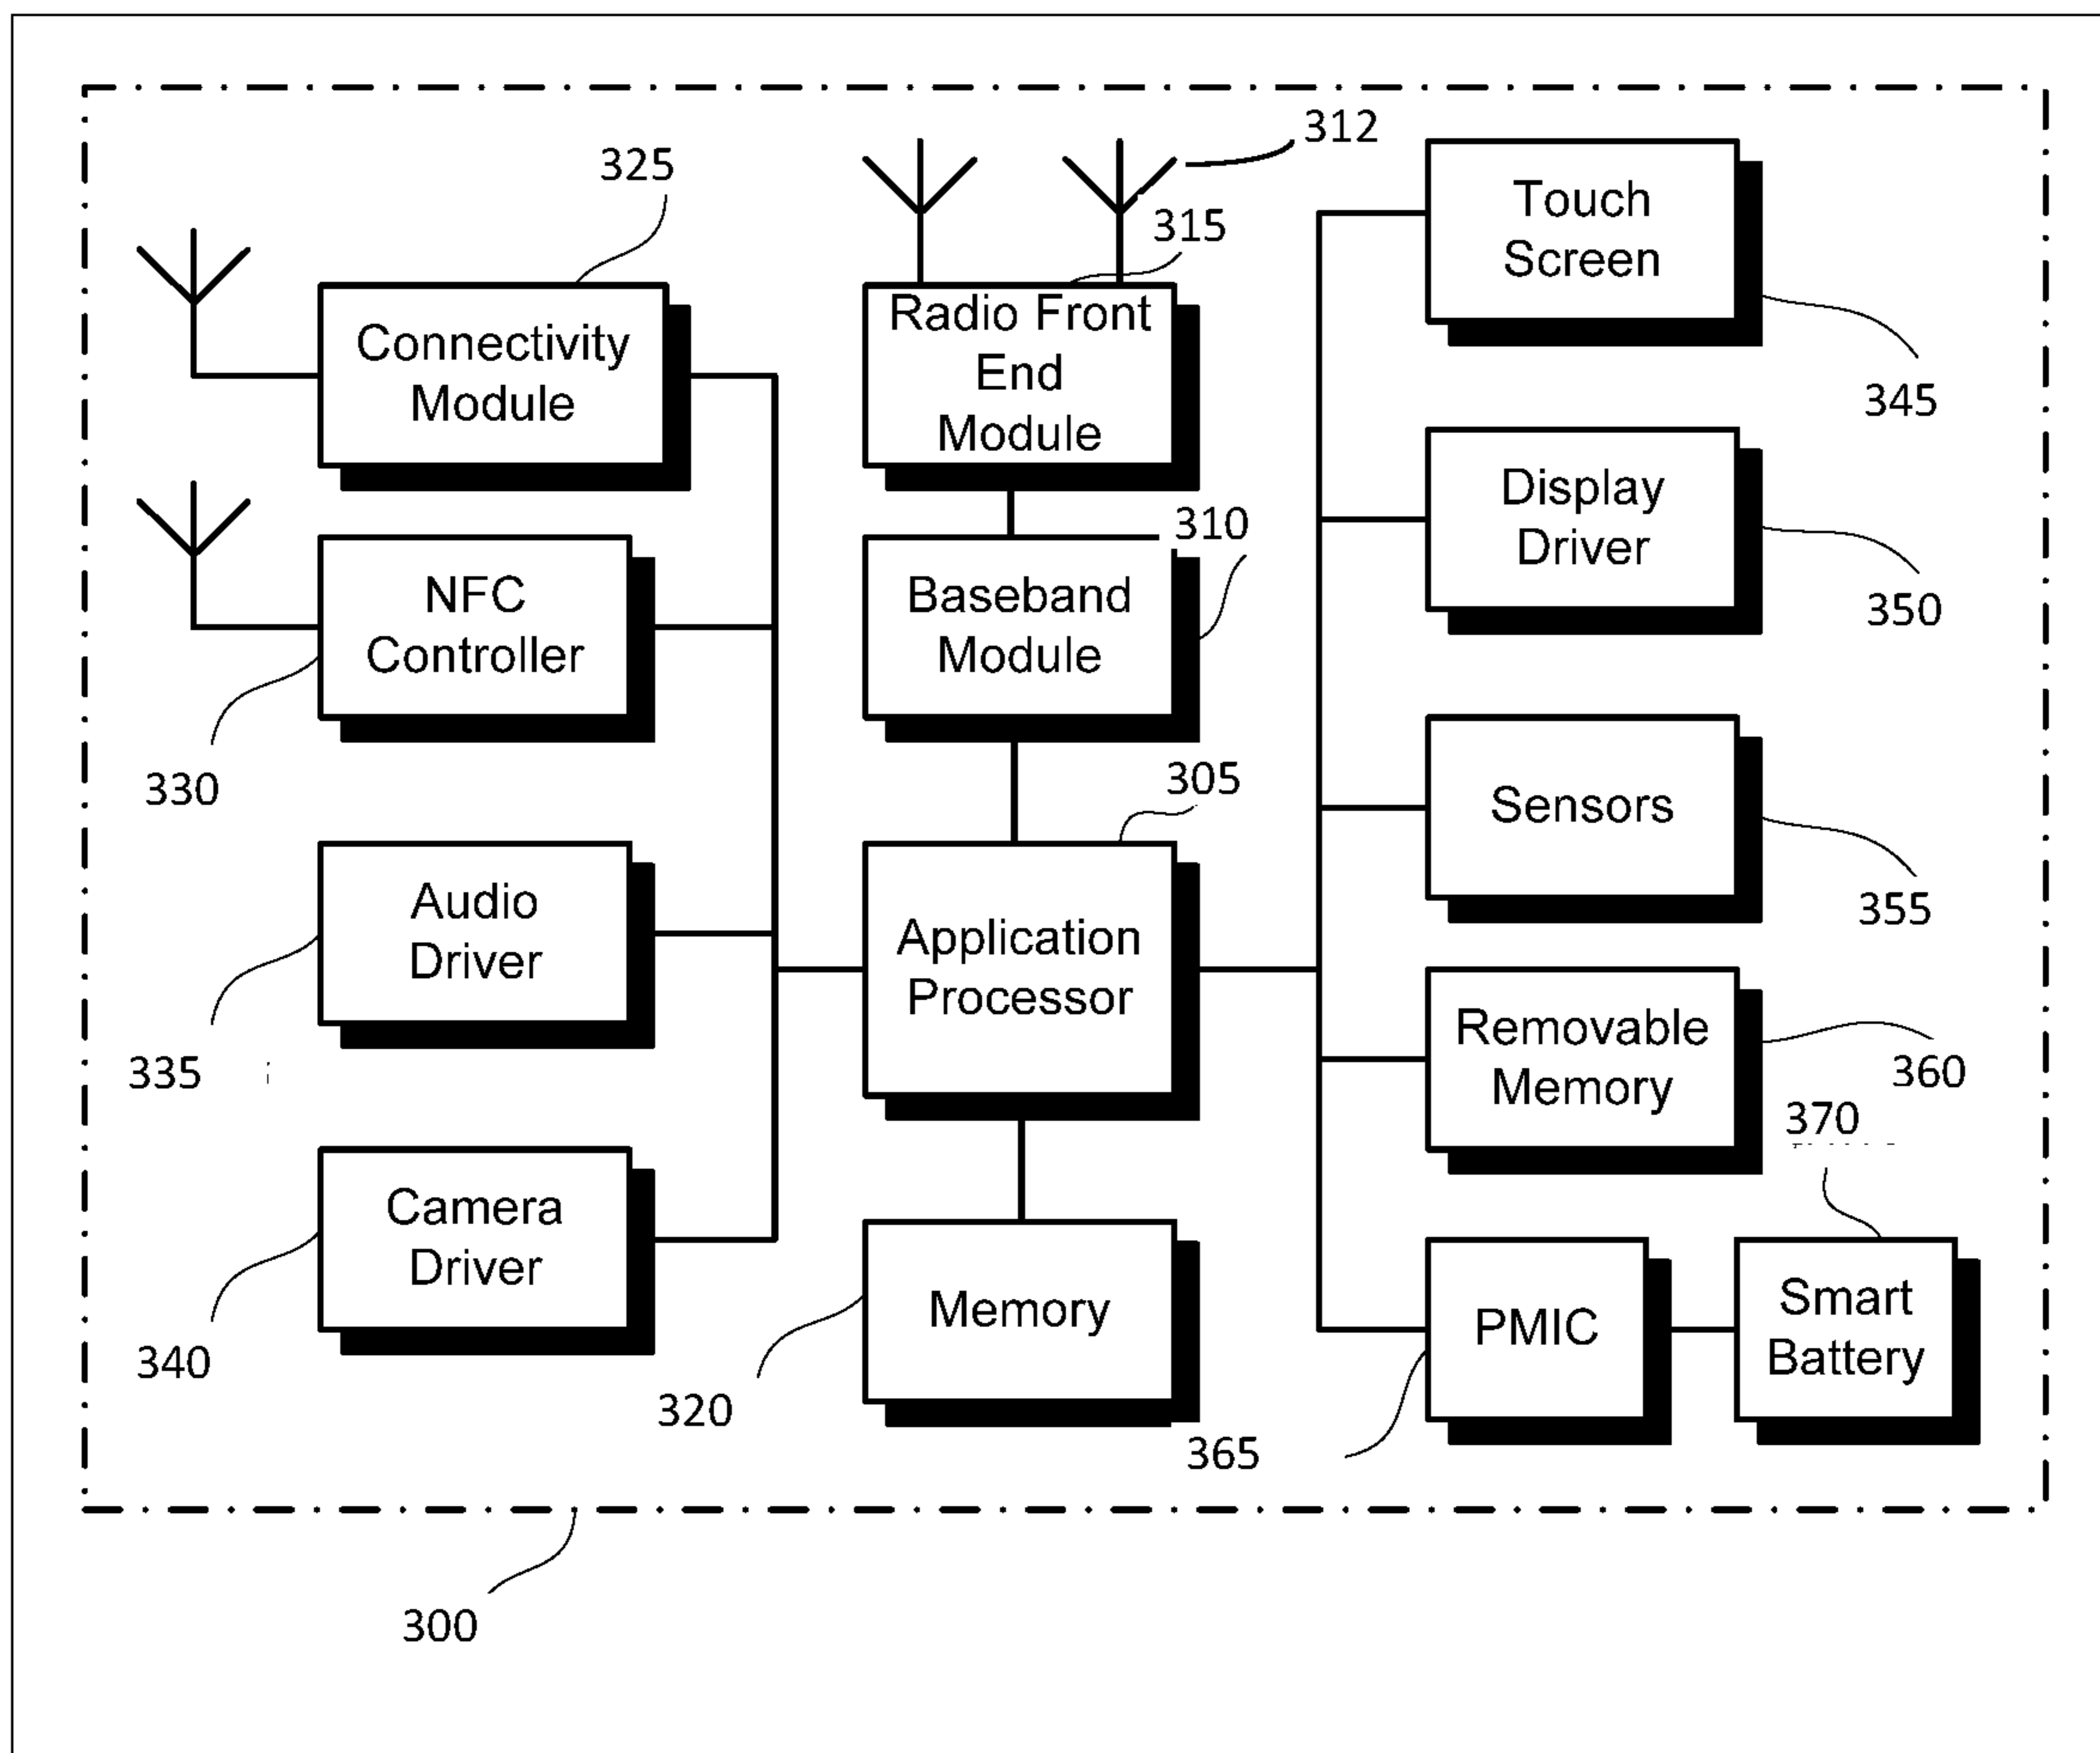 312
325
315
Touch
Screen
Connectivity
Module
Radio Front
End
Module
345
Display
Driver
310
NFC
Controller
Baseband
Module
350
330
305
Sensors
355
Audio
Driver
Application
Processor
Removable
Memory
335
360
370
Camera
Driver
Memory
PMIC
Smart
Battery
340
320
365
300